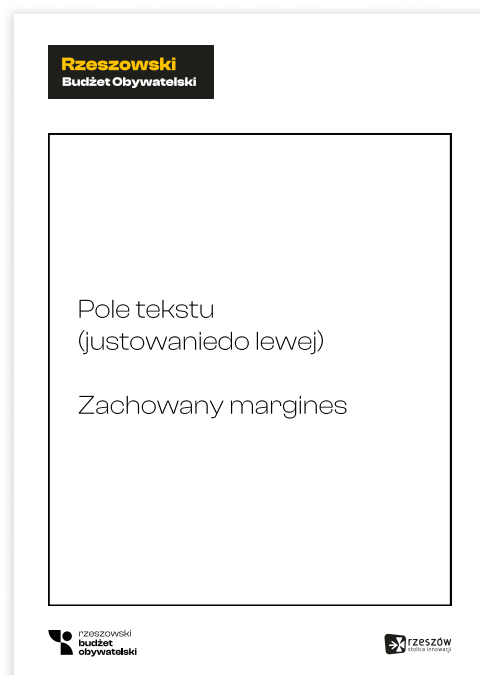 Rzeszowski
Budżet Obywatelski
Pole tekstu
(justowaniedo lewej)
Zachowany margines
rzeszowski
budżet
obywatelski
rzeszów
stolica innowacji